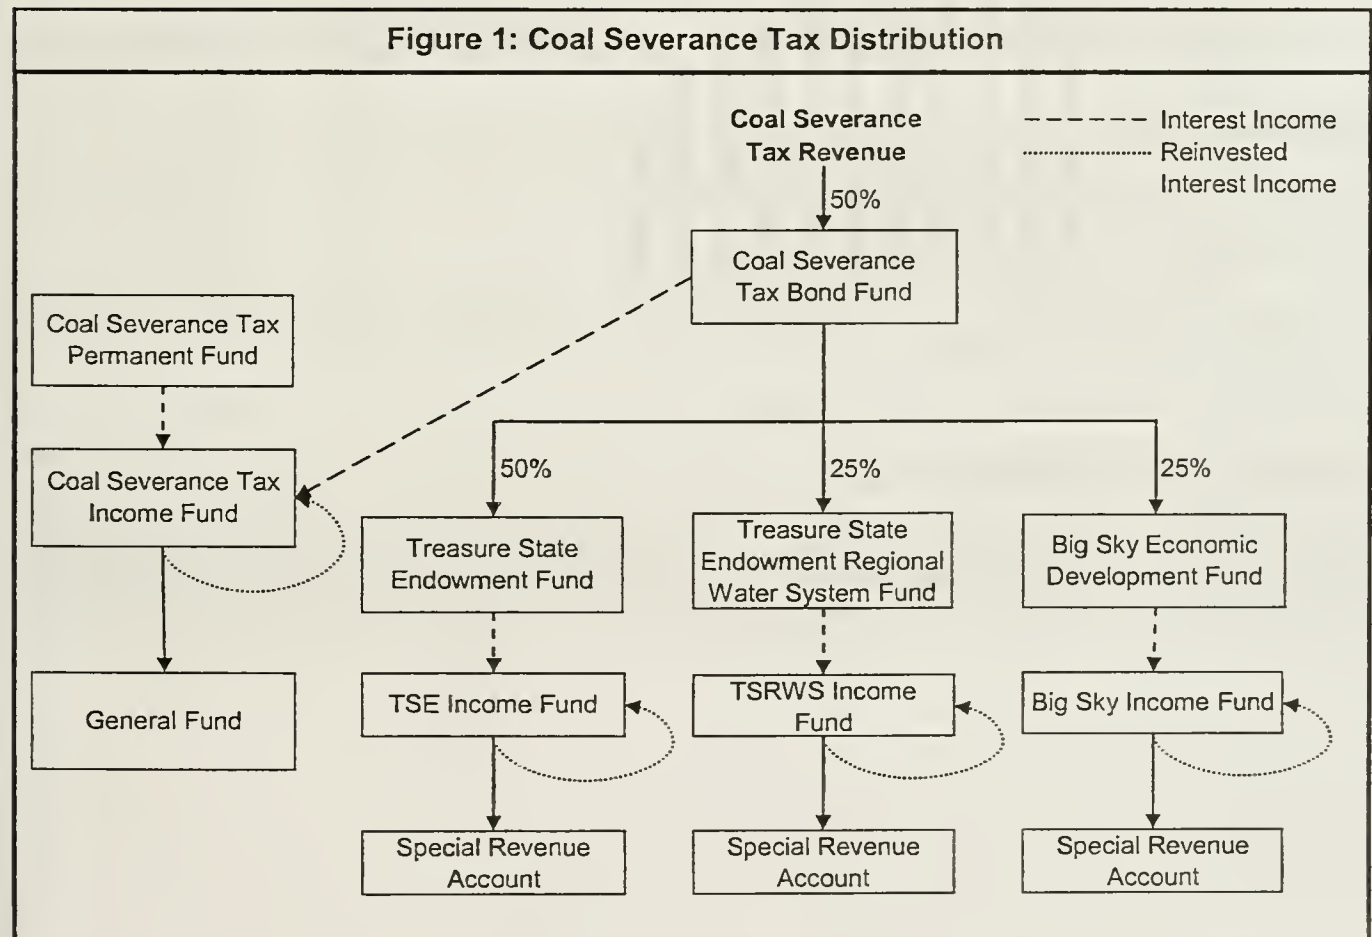 Figure 1: Coal Severance Tax Distribution
Coal Severance
Tax Revenue
Interest Income
Reinvested
Interest Income
50%
Coal Severance
Tax Bond Fund
Coal Severance Tax
Permanent Fund
Coal Severance Tax
Income Fund
50%
25%
25%
Treasure State
Endowment Fund
Treasure State
Endowment Regional
Water System Fund
Big Sky Economic
Development Fund
General Fund
TSE Income Fund
TSRWS Income
Fund
Big Sky Income Fund
Special Revenue
Account
Special Revenue
Account
Special Revenue
Account